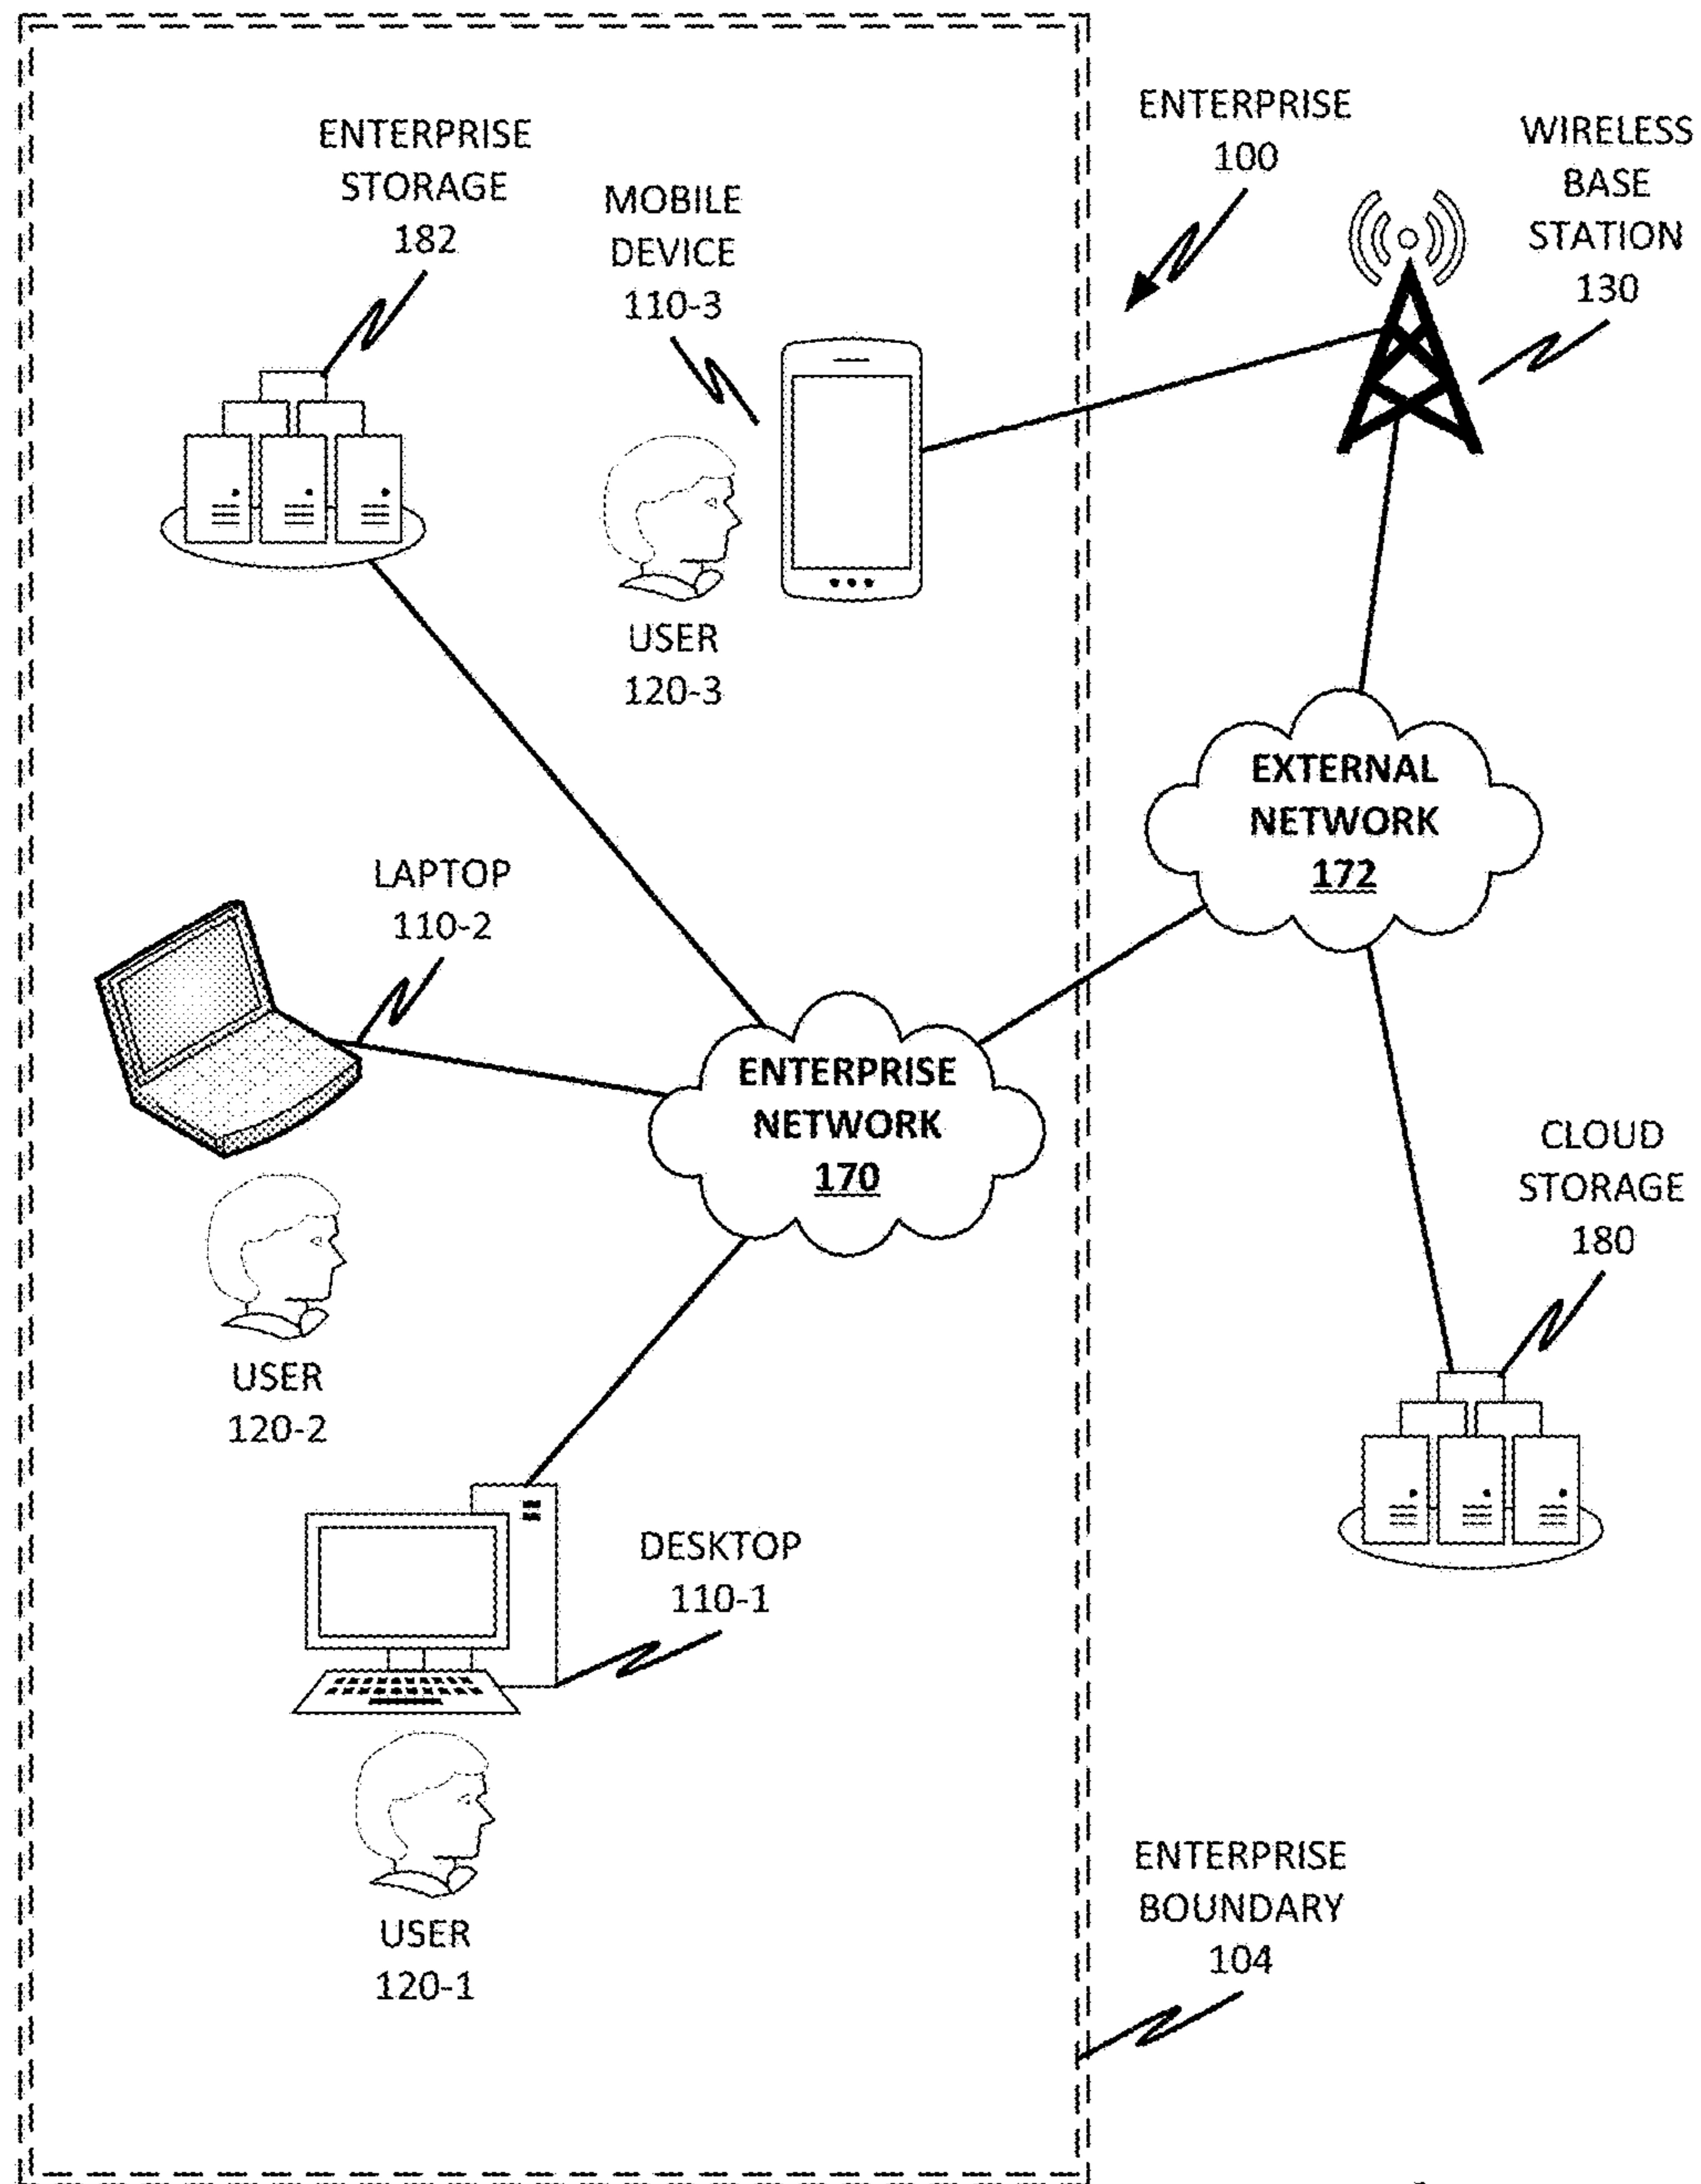 ENTERPRISE
100
WIRELESS
BASE
STATION
130
ENTERPRISE
STORAGE
182
MOBILE
DEVICE
110-3
USER
120-3
EXTERNAL
NETWORK
172
LAPTOP
110-2
ENTERPRISE
NETWORK
170
CLOUD
STORAGE
180
USER
120-2
DESKTOP
110-1
ENTERPRISE
BOUNDARY
104
USER
120-1